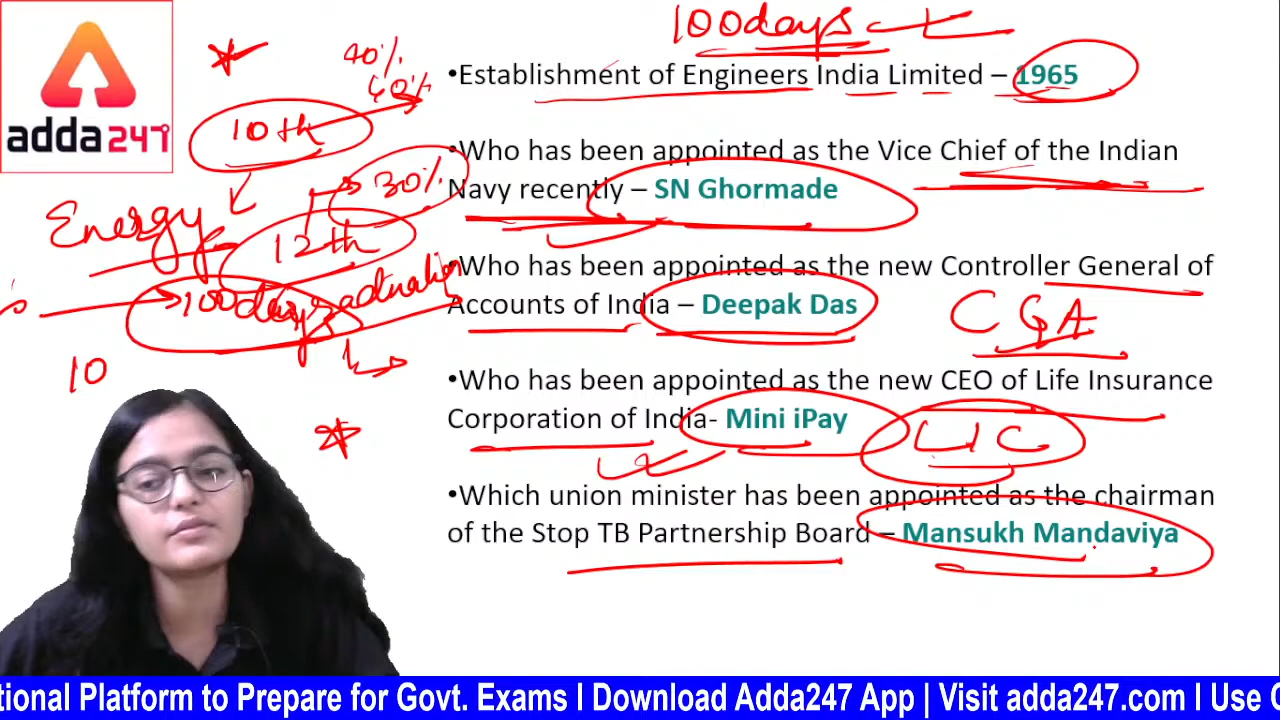 100days
•Establishment of Engineers India Limited – 1965
•Who has been appointed as the Vice Chief of the Indian
Navy recently – SN Ghormade
•Who has been appointed as the new Controller General of
Accounts of India – Deepak Das
CGA
•Who has been appointed as the new CEO of Life Insurance
Corporation of India- Mini iPay
LIC
•Which union minister has been appointed as the chairman
of the Stop TB Partnership Board – Mansukh Mandaviya
adda247
40%
60%
10th
30%
Energy
12th
graduation
100days
10
tional Platform to Prepare for Govt. Exams I Download Adda247 App | Visit adda247.com I Use C